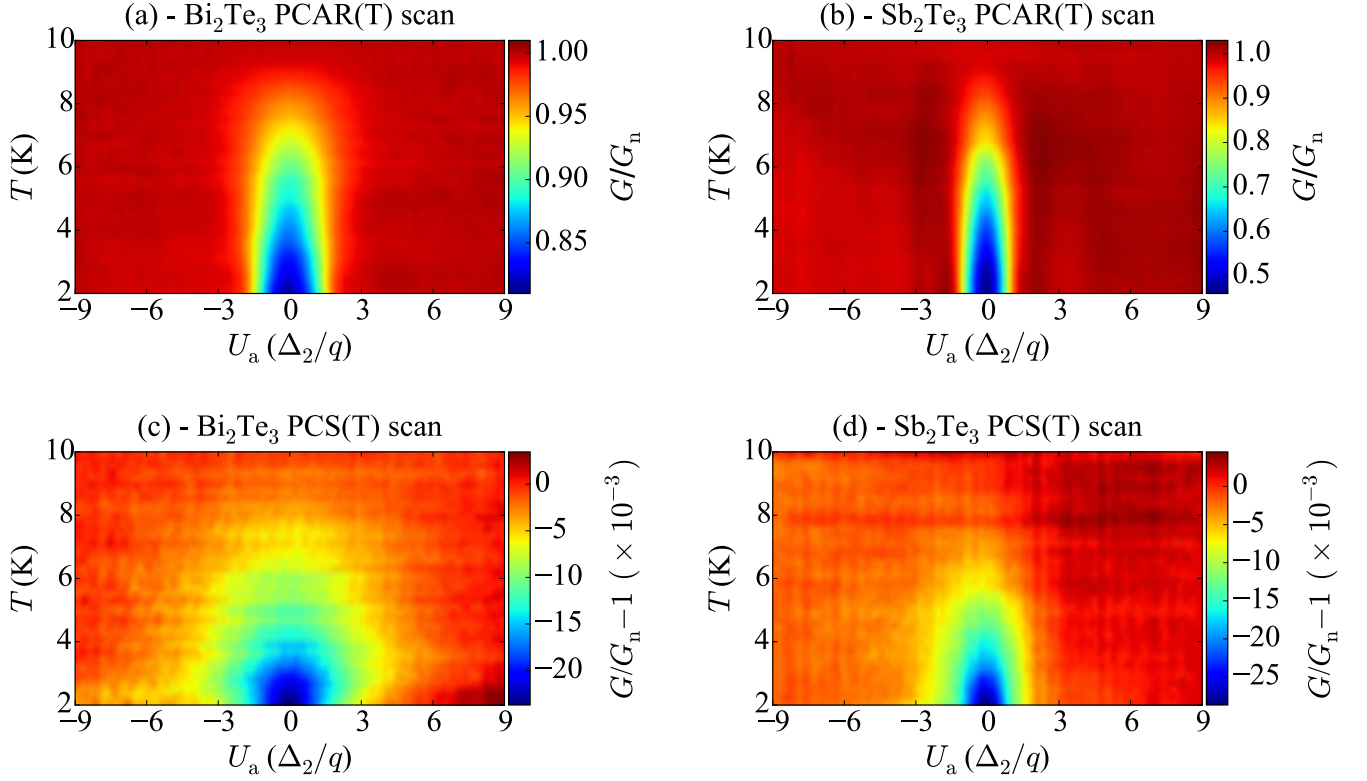 (a) - Bi₂Te₃ PCAR(T) scan
10
8
6
4
2
T (K)
−9 −6 −3 0 3 6 9
Uₐ (Δ₂/q)
1.00
0.95
0.90
0.85
G/Gₙ
(b) - Sb₂Te₃ PCAR(T) scan
10
8
6
4
2
T (K)
−9 −6 −3 0 3 6 9
Uₐ (Δ₂/q)
1.0
0.9
0.8
0.7
0.6
0.5
G/Gₙ
(c) - Bi₂Te₃ PCS(T) scan
10
8
6
4
2
T (K)
−9 −6 −3 0 3 6 9
Uₐ (Δ₂/q)
0
−5
−10
−15
−20
G/Gₙ−1 (×10⁻³)
(d) - Sb₂Te₃ PCS(T) scan
10
8
6
4
2
T (K)
−9 −6 −3 0 3 6 9
Uₐ (Δ₂/q)
0
−5
−10
−15
−20
−25
G/Gₙ−1 (×10⁻³)